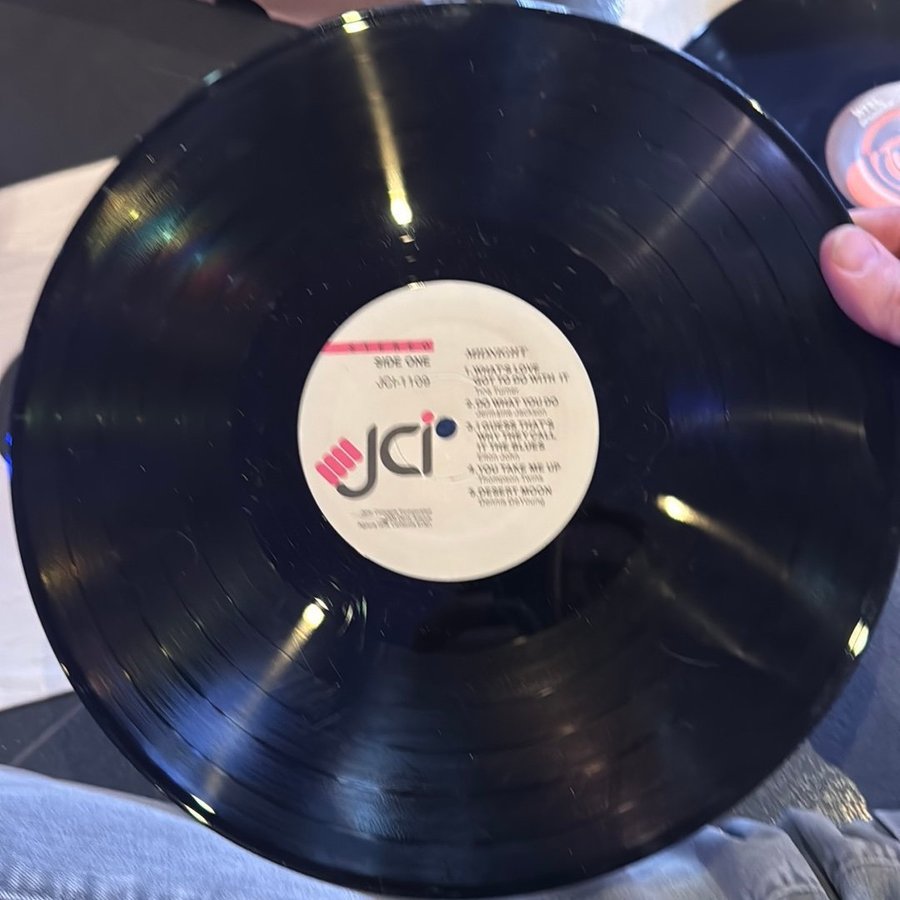 STEREO
SIDE ONE
JCI-1109
JCi
MIDNIGHT
1. WHAT'S LOVE
GOT TO DO WITH IT
Tina Turner
2. DO WHAT YOU DO
Jermaine Jackson
3. I GUESS THAT'S
WHY THEY CALL
IT THE BLUES
Elton John
4. YOU TAKE ME UP
Thompson Twins
5. DESERT MOON
Dennis DeYoung